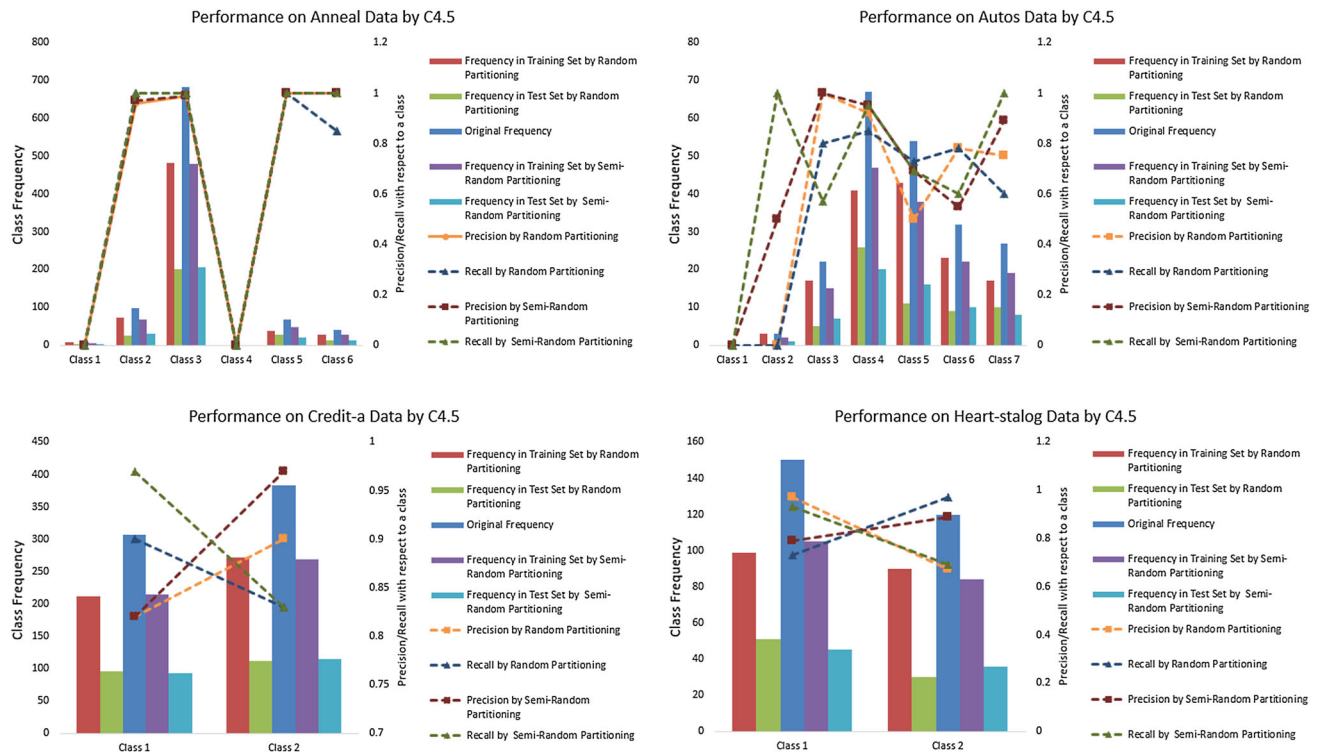 Performance on Anneal Data by C4.5
800
700
600
500
400
300
200
100
0
Class Frequency
1.2
1
0.8
0.6
0.4
0.2
0
Precision/Recall with respect to a class
Class 1
Class 2
Class 3
Class 4
Class 5
Class 6
Frequency in Training Set by Random
Partitioning
Frequency in Test Set by Random
Partitioning
Original Frequency
Frequency in Training Set by Semi-
Random Partitioning
Frequency in Test Set by Semi-
Random Partitioning
Precision by Random Partitioning
Recall by Random Partitioning
Precision by Semi-Random
Partitioning
Recall by Semi-Random Partitioning
Performance on Autos Data by C4.5
80
70
60
50
40
30
20
10
0
Class Frequency
1.2
1
0.8
0.6
0.4
0.2
0
Precision/Recall with respect to a class
Class 1
Class 2
Class 3
Class 4
Class 5
Class 6
Class 7
Frequency in Training Set by Random
Partitioning
Frequency in Test Set by Random
Partitioning
Original Frequency
Frequency in Training Set by Semi-
Random Partitioning
Frequency in Test Set by Semi-
Random Partitioning
Precision by Random Partitioning
Recall by Random Partitioning
Precision by Semi-Random
Partitioning
Recall by Semi-Random Partitioning
Performance on Credit-a Data by C4.5
450
400
350
300
250
200
150
100
50
0
Class Frequency
1
0.95
0.9
0.85
0.8
0.75
0.7
Precision/Recall with respect to a class
Class 1
Class 2
Frequency in Training Set by Random
Partitioning
Frequency in Test Set by Random
Partitioning
Original Frequency
Frequency in Training Set by Semi-
Random Partitioning
Frequency in Test Set by Semi-
Random Partitioning
Precision by Random Partitioning
Recall by Random Partitioning
Precision by Semi-Random
Partitioning
Recall by Semi-Random Partitioning
Performance on Heart-stalog Data by C4.5
160
140
120
100
80
60
40
20
0
Class Frequency
1.2
1
0.8
0.6
0.4
0.2
0
Precision/Recall with respect to a class
Class 1
Class 2
Frequency in Training Set by Random
Partitioning
Frequency in Test Set by Random
Partitioning
Original Frequency
Frequency in Training Set by Semi-
Random Partitioning
Frequency in Test Set by Semi-
Random Partitioning
Precision by Random Partitioning
Recall by Random Partitioning
Precision by Semi-Random Partitioning
Recall by Semi-Random Partitioning